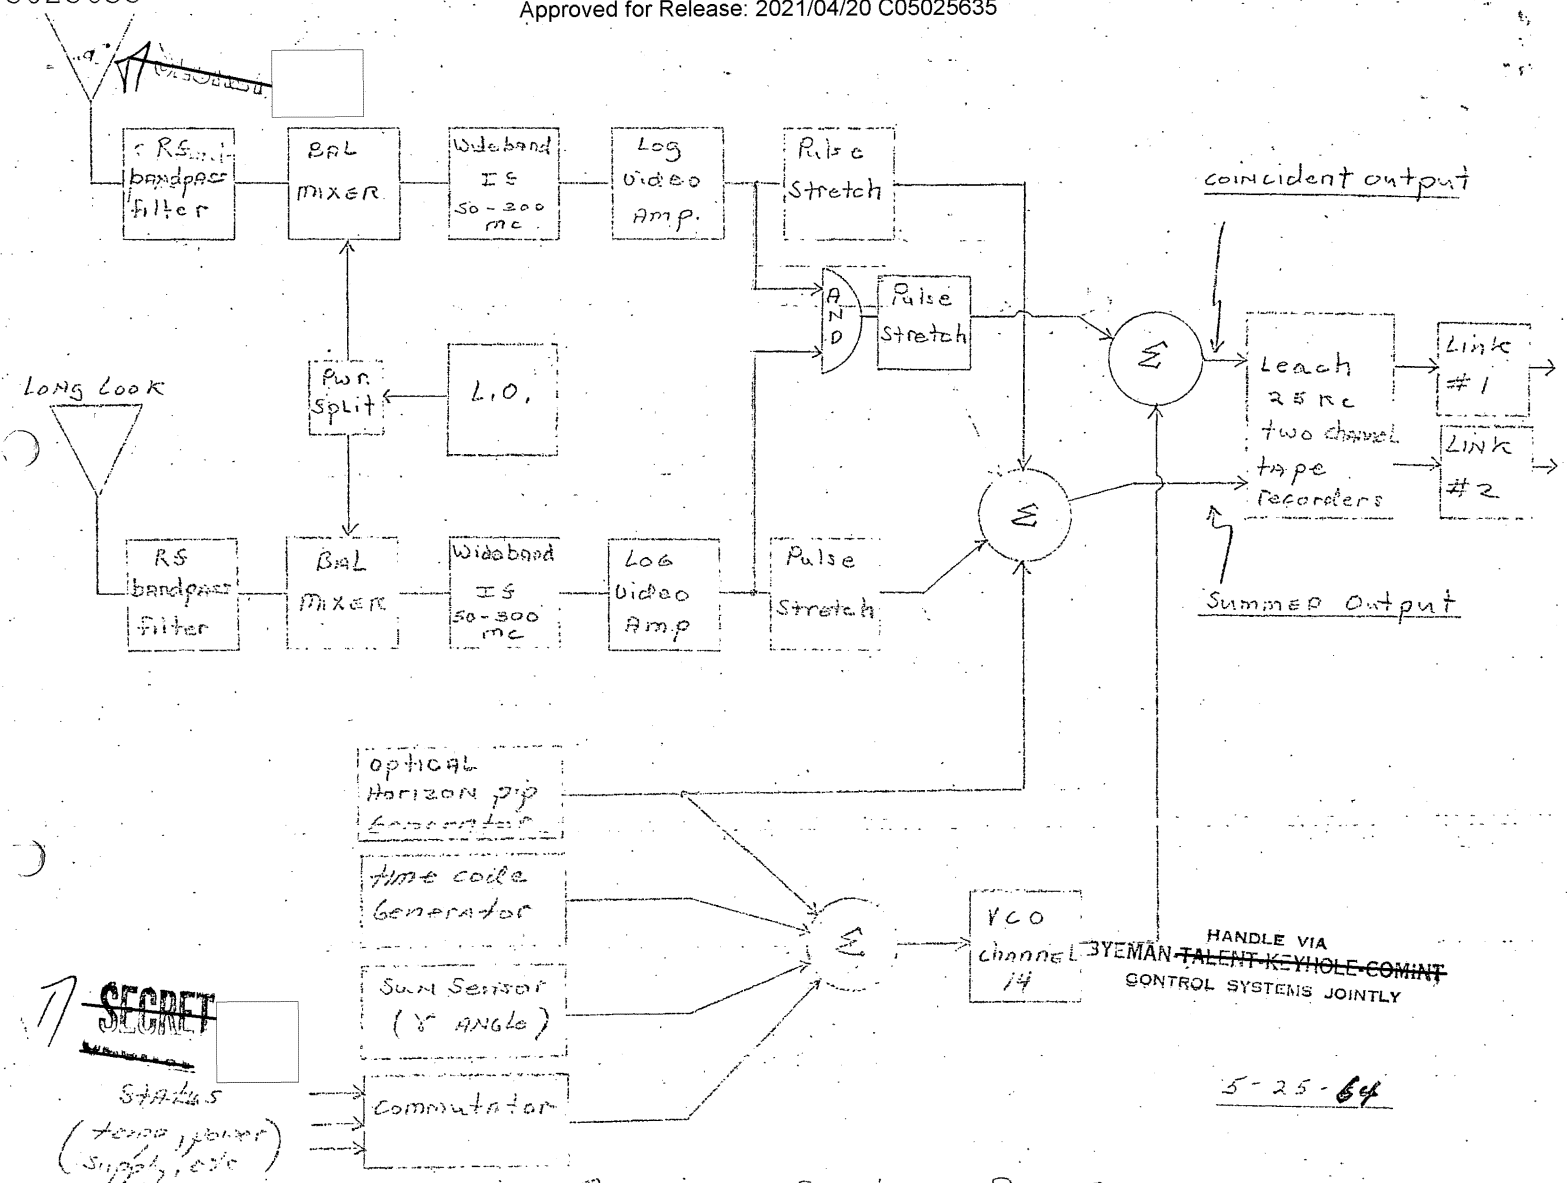 Approved for Release: 2021/04/20 C05025635
"a"
RF
bandpass
filter
BAL
MIXER
Wideband
IF
50-300
mc
Log
Video
Amp.
Pulse
Stretch
coincident output
A
N
D
Pulse
Stretch
Σ
Leach
25 Kc
two channel
tape
recorders
Link
#1
LINK
#2
Pwr.
Split
L.O.
LONG LOOK
Σ
RF
bandpass
filter
BAL
MIXER
Wideband
IF
50-300
mc
LOG
Video
Amp
Pulse
Stretch
Summed Output
OPTICAL
Horizon pip
Generator
time code
Generator
Sun Sensor
(γ ANGLE)
Commutator
Σ
VCO
Channel
14
HANDLE VIA
BYEMAN-TALENT-KEYHOLE-COMINT
CONTROL SYSTEMS JOINTLY
SECRET
STATUS
(temp, power
supply, etc)
5-25-64